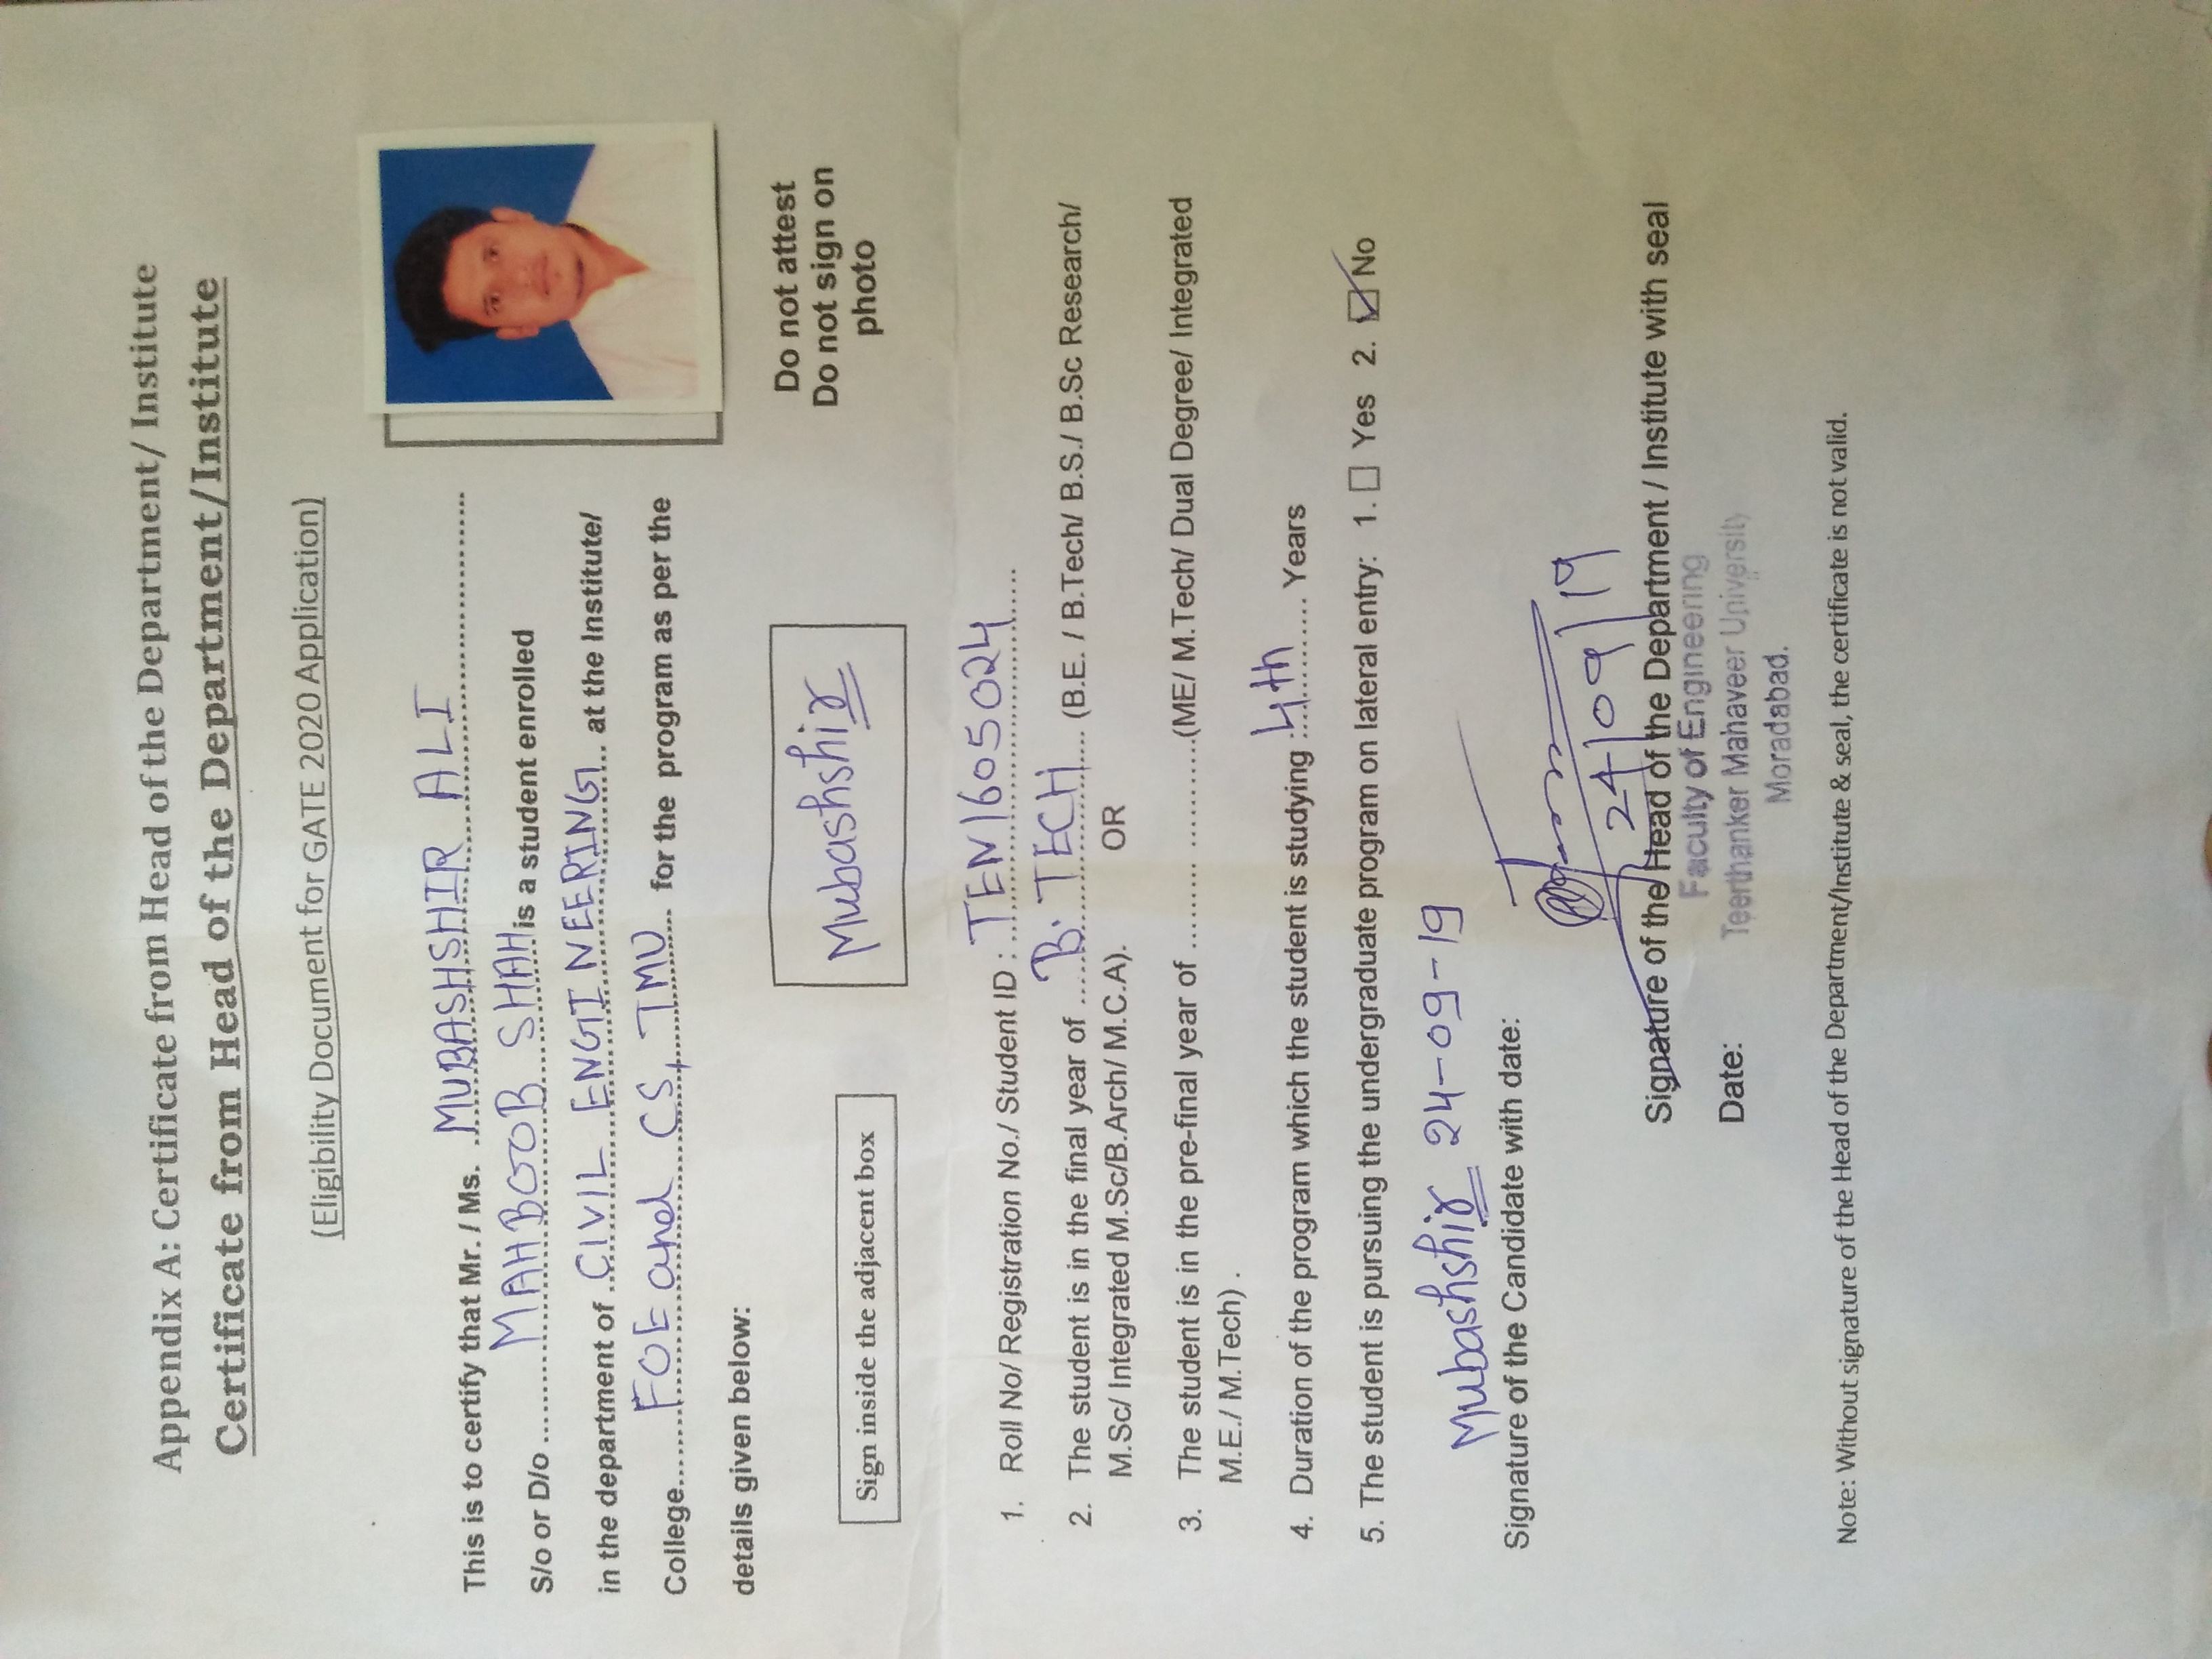 Appendix A: Certificate from Head of the Department/ Institute
Certificate from Head of the Department/Institute
(Eligibility Document for GATE 2020 Application)
This is to certify that Mr. / Ms. MUBASHSHIR ALI
S/o or D/o MAHBOOB SHAH is a student enrolled
in the department of CIVIL ENGINEERING at the Institute/
College FOE and CS, TMU for the program as per the
details given below:
Do not attest
Do not sign on
photo
Sign inside the adjacent box
Mubashshir
1. Roll No/ Registration No./ Student ID : TEN1605024
2. The student is in the final year of B. TECH (B.E. / B.Tech/ B.S./ B.Sc Research/
M.Sc/ Integrated M.Sc/B.Arch/ M.C.A). OR
3. The student is in the pre-final year of ......... ............(ME/ M.Tech/ Dual Degree/ Integrated
M.E./ M.Tech) .
4. Duration of the program which the student is studying : 4th Years
5. The student is pursuing the undergraduate program on lateral entry: 1. ☐ Yes 2. ☑ No
Mubashshir 24-09-19
Signature of the Candidate with date:
24/09/19
Signature of the Head of the Department / Institute with seal
Faculty of Engineering
Date: Teerthanker Mahaveer University
Moradabad.
Note: Without signature of the Head of the Department/Institute & seal, the certificate is not valid.